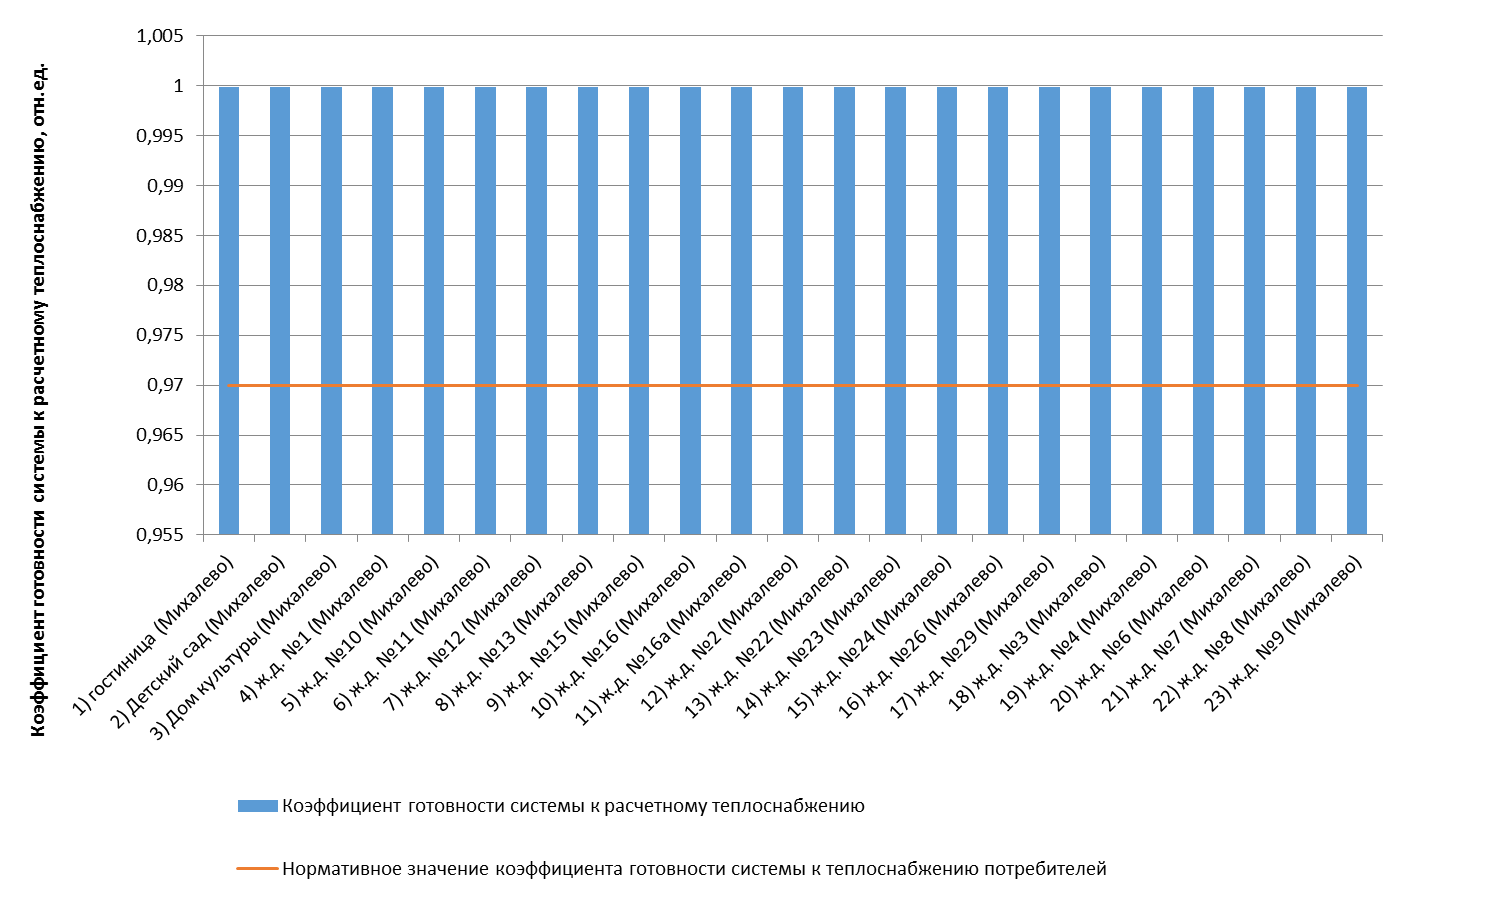 Коэффициент готовности системы к расчетному теплоснабжению, отн.ед.
1,005
1
0,995
0,99
0,985
0,98
0,975
0,97
0,965
0,96
0,955
1) гостиница (Михалево)
2) Детский сад (Михалево)
3) Дом культуры (Михалево)
4) ж.д. №1 (Михалево)
5) ж.д. №10 (Михалево)
6) ж.д. №11 (Михалево)
7) ж.д. №12 (Михалево)
8) ж.д. №13 (Михалево)
9) ж.д. №15 (Михалево)
10) ж.д. №16 (Михалево)
11) ж.д. №16а (Михалево)
12) ж.д. №2 (Михалево)
13) ж.д. №22 (Михалево)
14) ж.д. №23 (Михалево)
15) ж.д. №24 (Михалево)
16) ж.д. №26 (Михалево)
17) ж.д. №29 (Михалево)
18) ж.д. №3 (Михалево)
19) ж.д. №4 (Михалево)
20) ж.д. №6 (Михалево)
21) ж.д. №7 (Михалево)
22) ж.д. №8 (Михалево)
23) ж.д. №9 (Михалево)
Коэффициент готовности системы к расчетному теплоснабжению
Нормативное значение коэффициента готовности системы к теплоснабжению потребителей